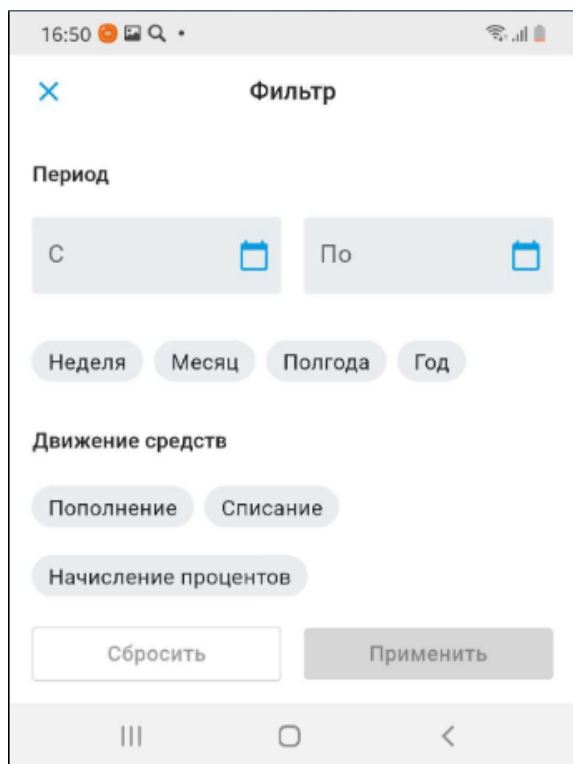 16:50
Фильтр
Период
С По
Неделя Месяц Полгода Год
Движение средств
Пополнение Списание
Начисление процентов
Сбросить Применить